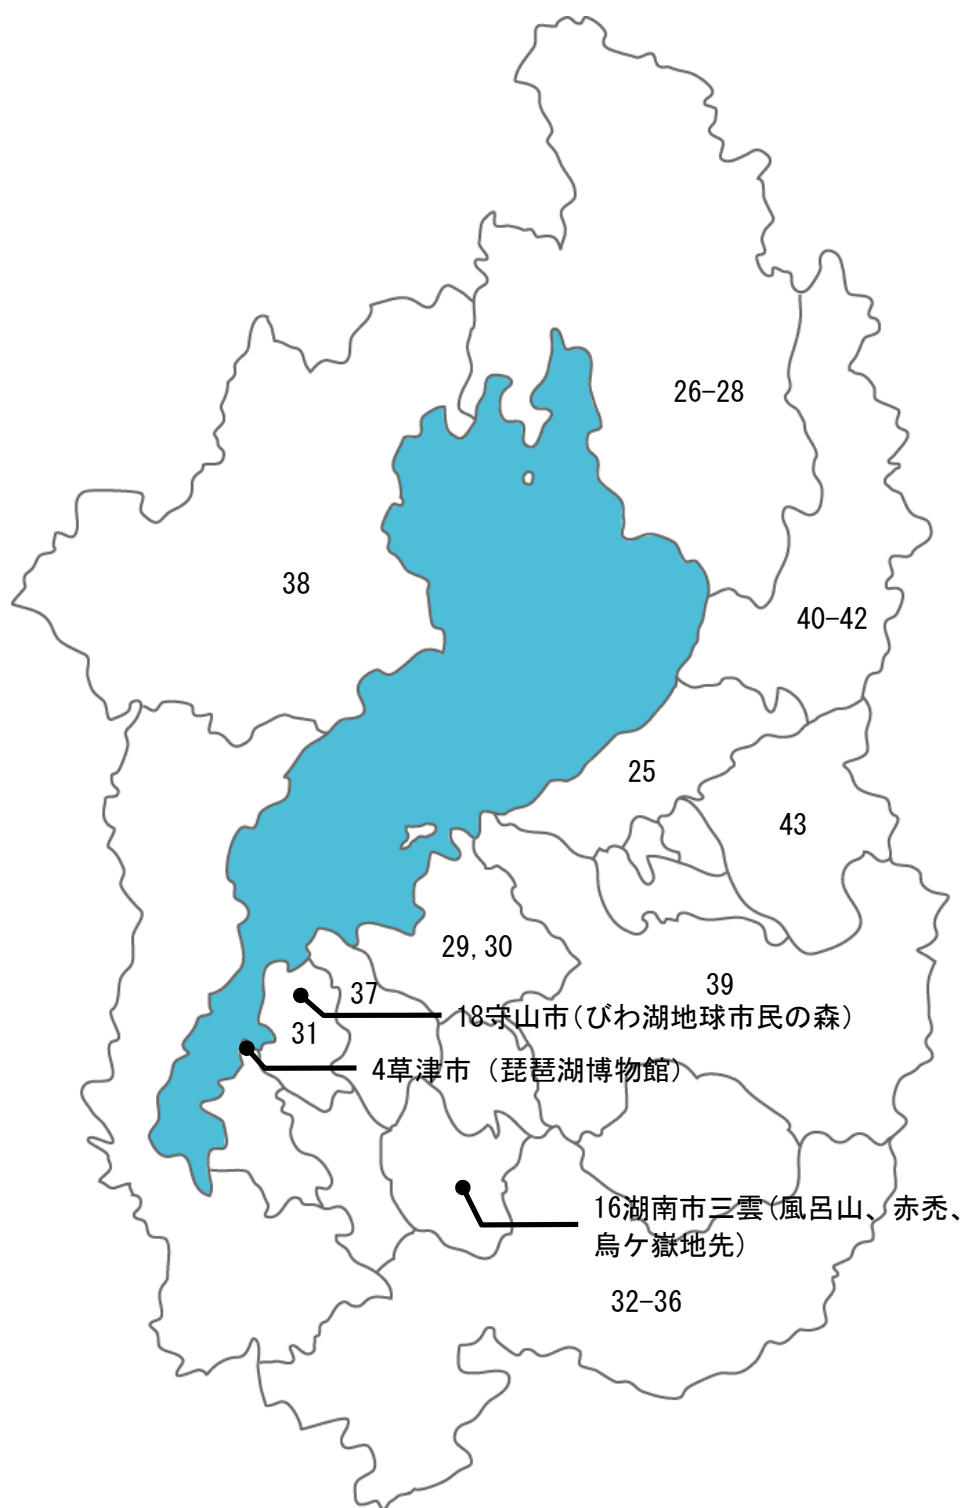 26-28
38
40-42
25
43
29,30
39
37
18守山市(びわ湖地球市民の森)
31
4草津市（琵琶湖博物館)
16湖南市三雲(風呂山、赤禿、
烏ケ嶽地先)
32-36